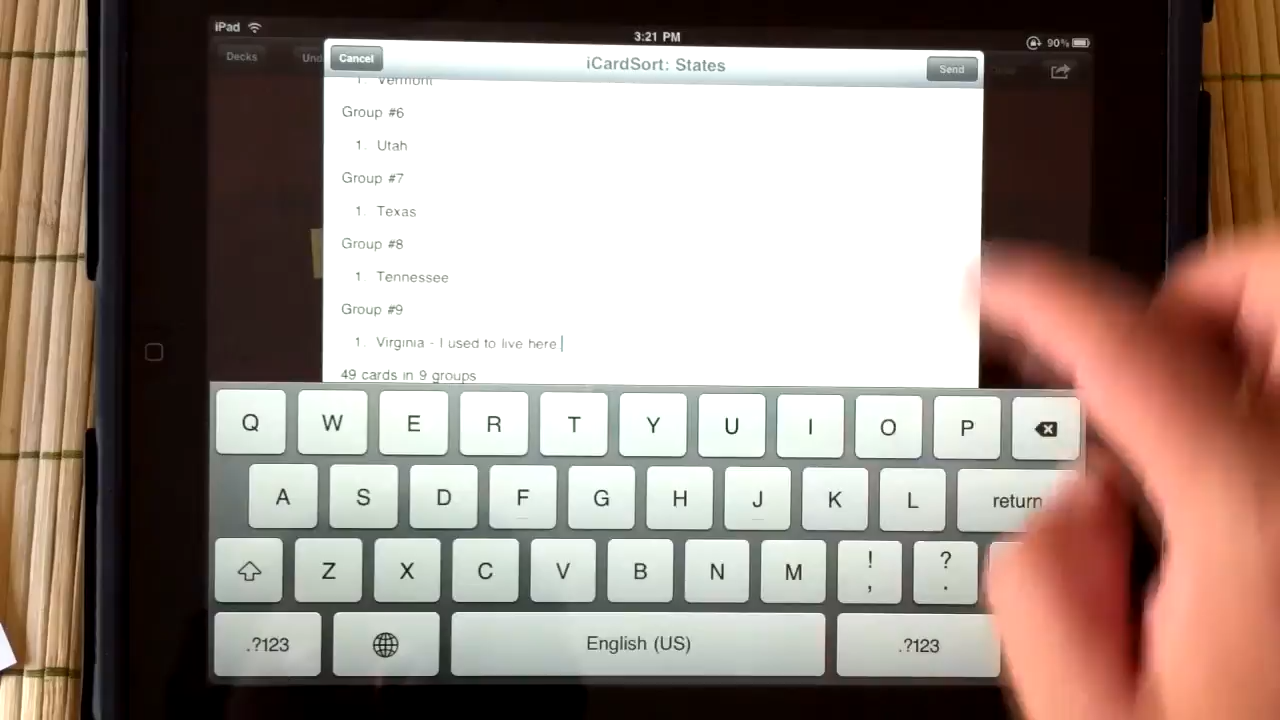 iPad
3:21 PM
90%
Decks
Cancel
iCardSort: States
Send
1. Vermont
Group #6
1. Utah
Group #7
1. Texas
Group #8
1. Tennessee
Group #9
1. Virginia - I used to live here
49 cards in 9 groups
Q W E R T Y U I O P
A S D F G H J K L return
Z X C V B N M ! , ? .
.?123 English (US) .?123